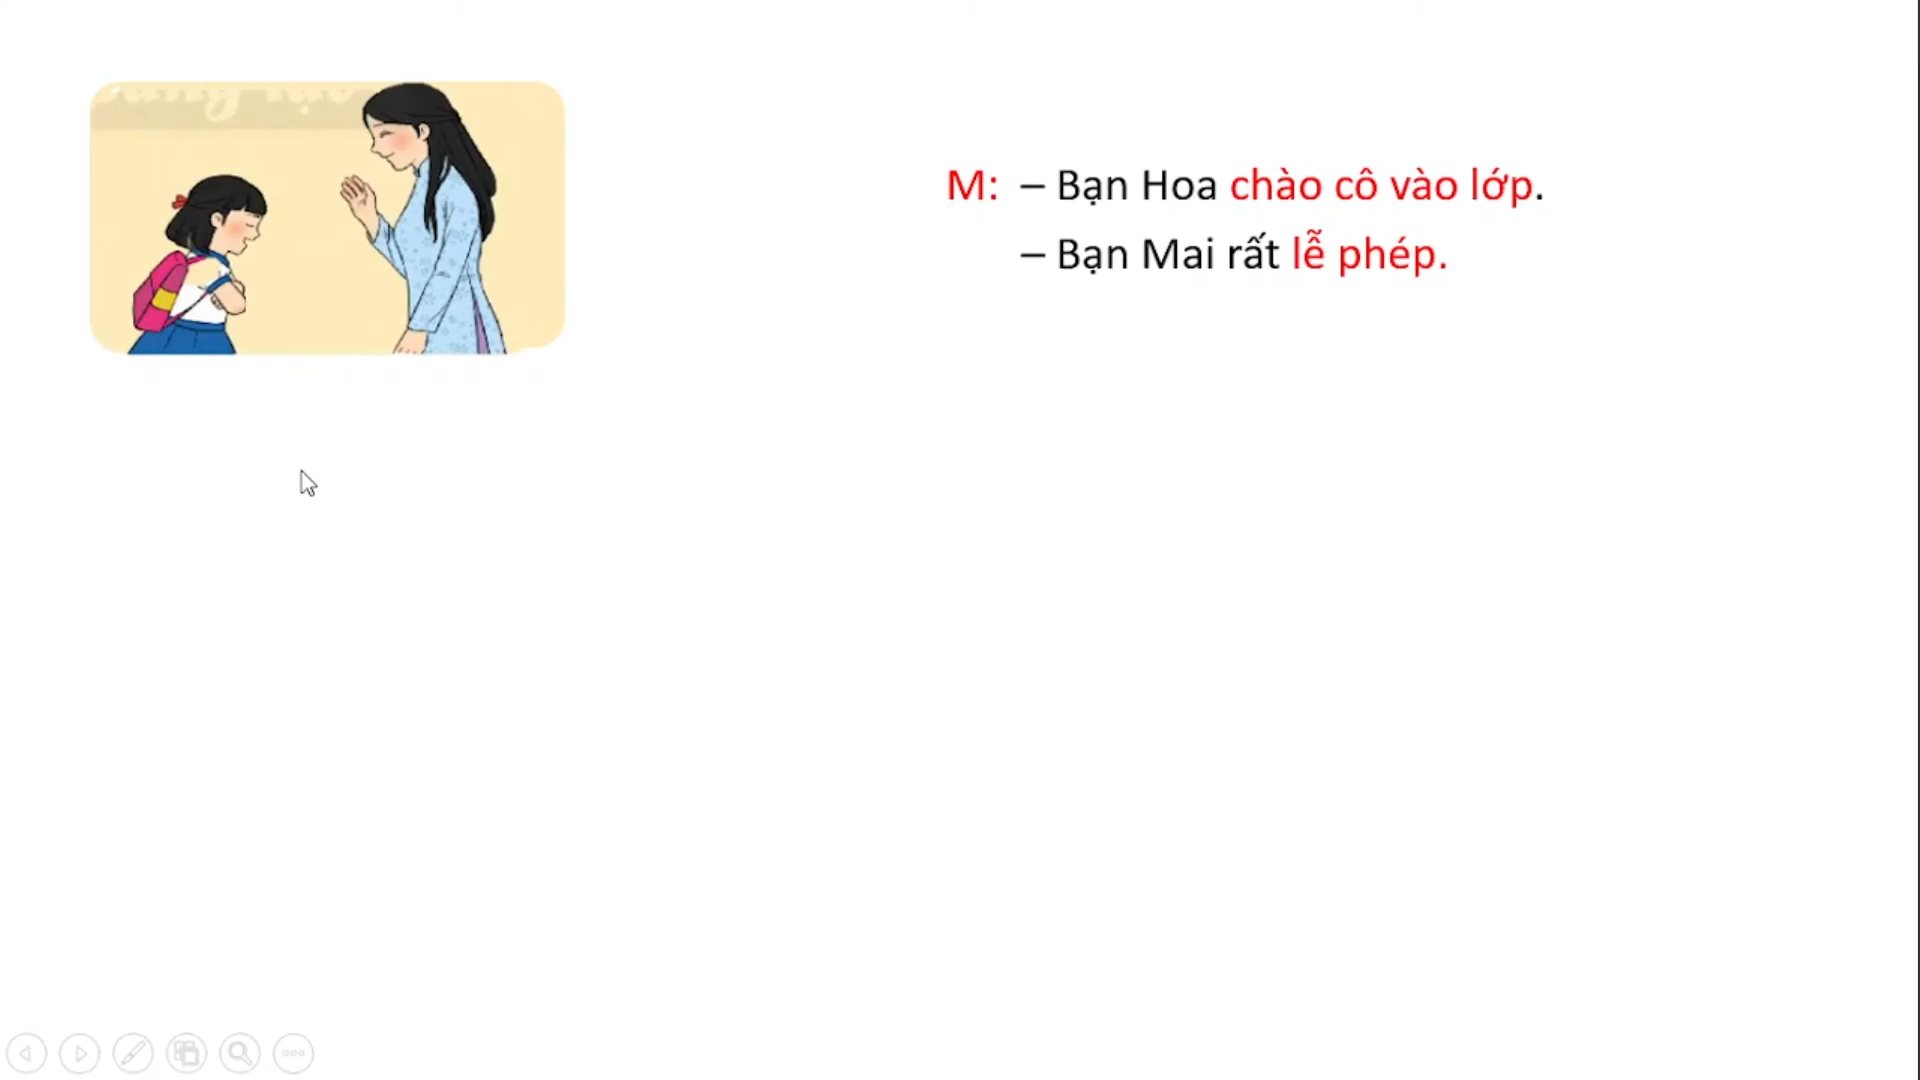 M: – Bạn Hoa chào cô vào lớp.
– Bạn Mai rất lễ phép.